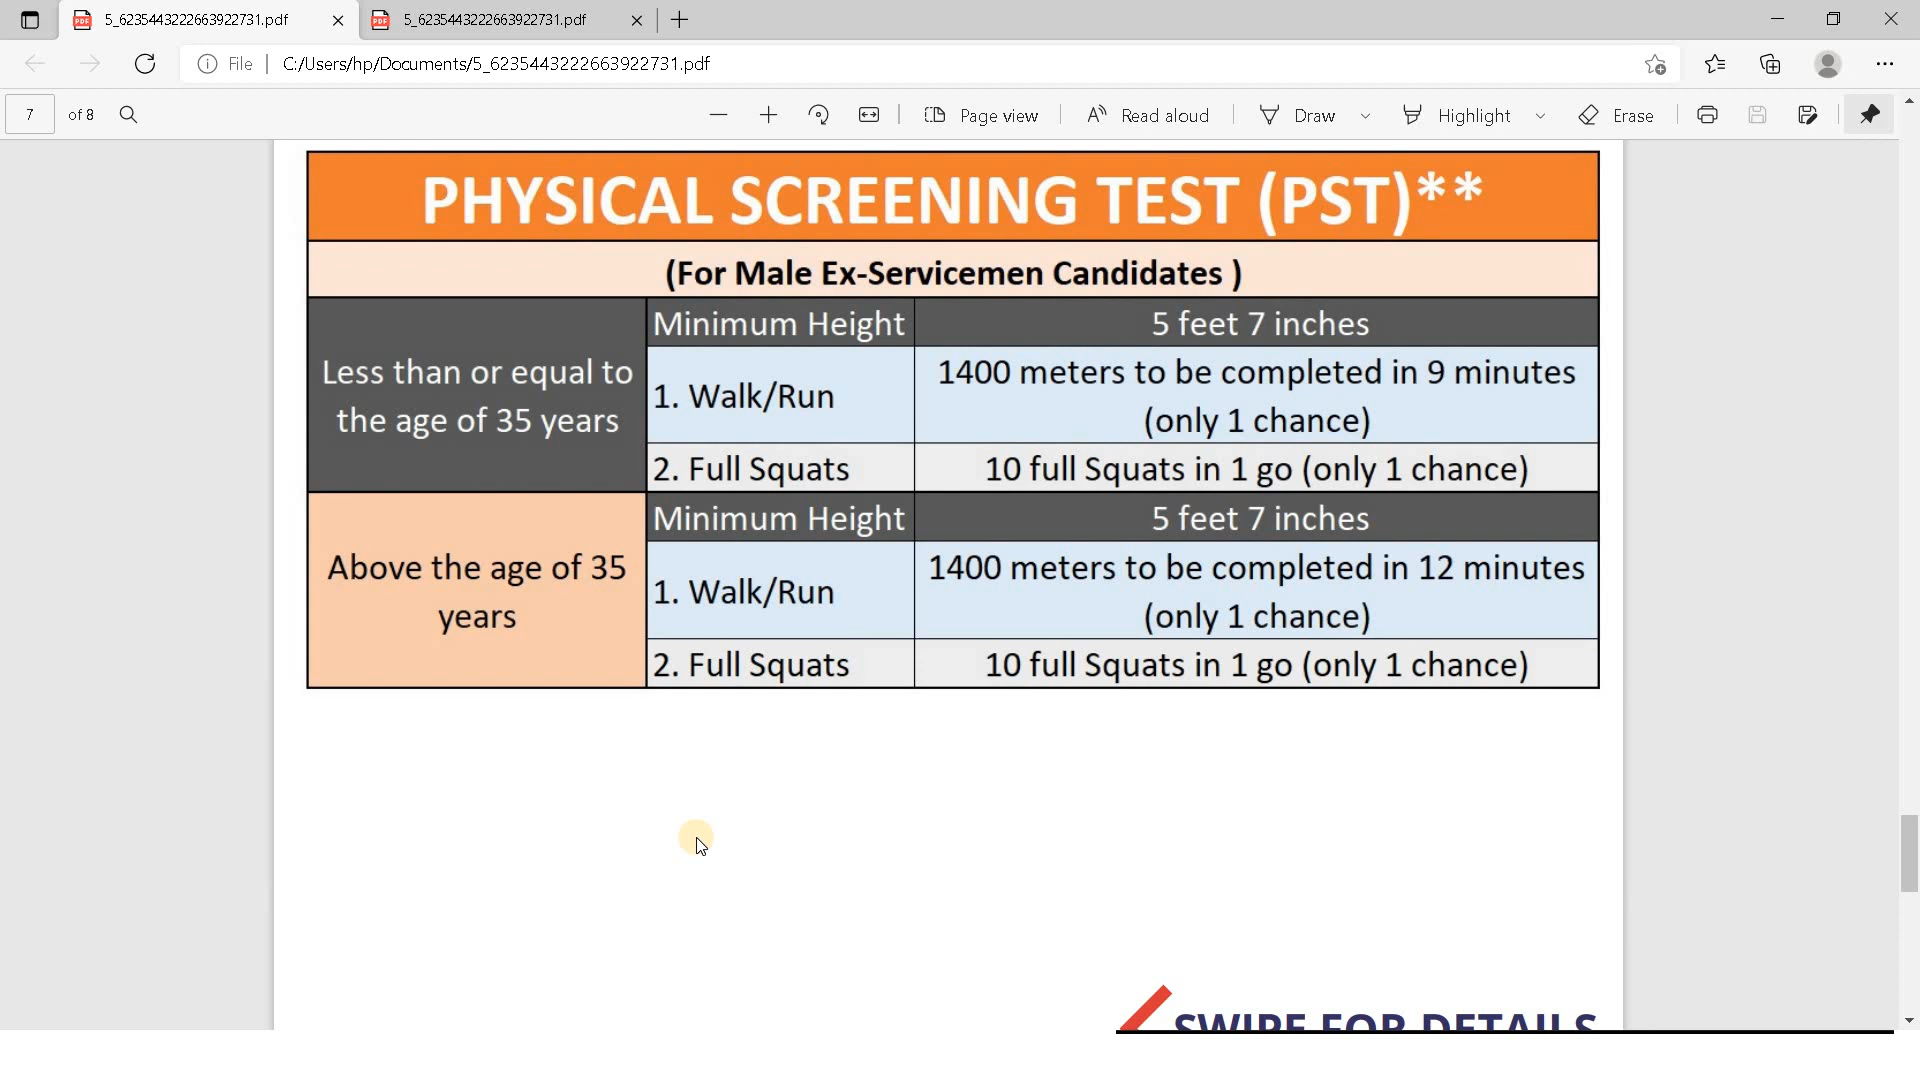 5_6235443222663922731.pdf
5_6235443222663922731.pdf
File
C:/Users/hp/Documents/5_6235443222663922731.pdf
7 of 8
Page view
Read aloud
Draw
Highlight
Erase
PHYSICAL SCREENING TEST (PST)**
(For Male Ex-Servicemen Candidates )
Less than or equal to
the age of 35 years
Minimum Height
5 feet 7 inches
1. Walk/Run
1400 meters to be completed in 9 minutes
(only 1 chance)
2. Full Squats
10 full Squats in 1 go (only 1 chance)
Above the age of 35
years
Minimum Height
5 feet 7 inches
1. Walk/Run
1400 meters to be completed in 12 minutes
(only 1 chance)
2. Full Squats
10 full Squats in 1 go (only 1 chance)
SWIPE FOR DETAILS